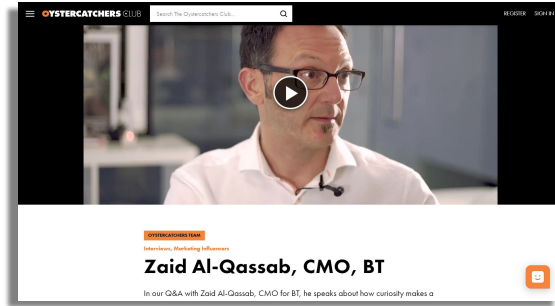 OYSTERCATCHERS CLUB
Search The Oystercatchers Club...
REGISTER SIGN IN
OYSTERCATCHERS TEAM
Interviews, Marketing Influencers
Zaid Al-Qassab, CMO, BT
In our Q&A with Zaid Al-Qassab, CMO for BT, he speaks about how curiosity makes a